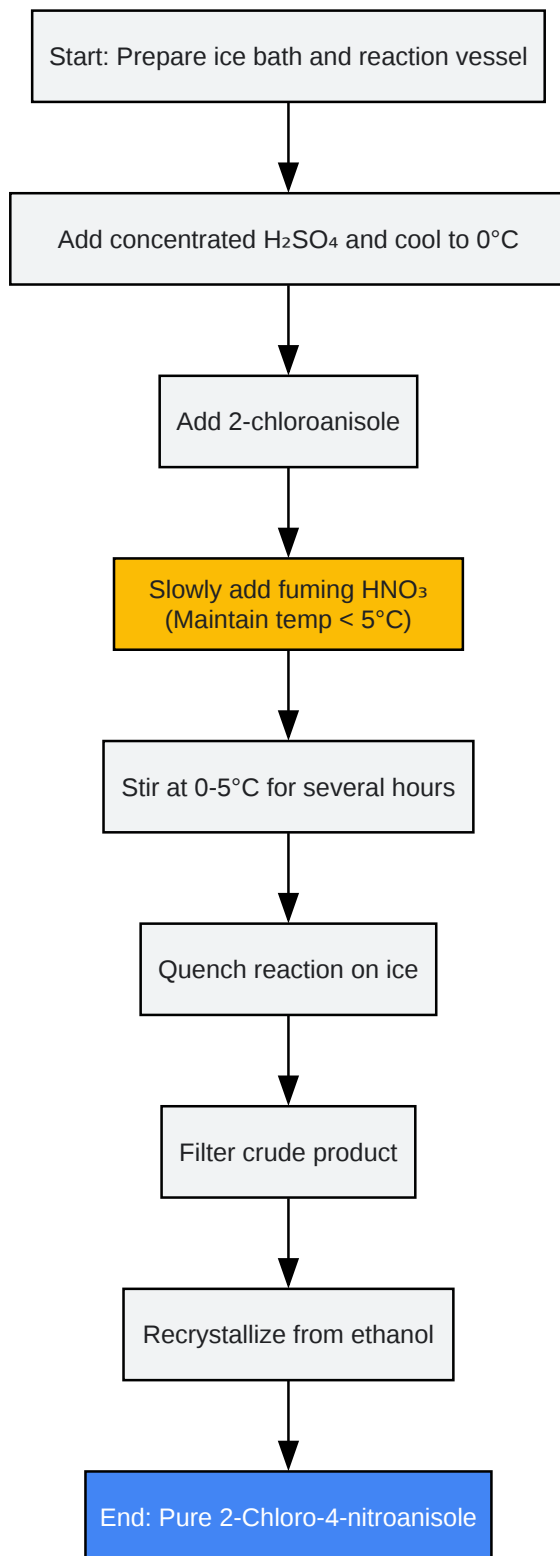 Start: Prepare ice bath and reaction vessel
Add concentrated H₂SO₄ and cool to 0°C
Add 2-chloroanisole
Slowly add fuming HNO₃
(Maintain temp < 5°C)
Stir at 0-5°C for several hours
Quench reaction on ice
Filter crude product
Recrystallize from ethanol
End: Pure 2-Chloro-4-nitroanisole